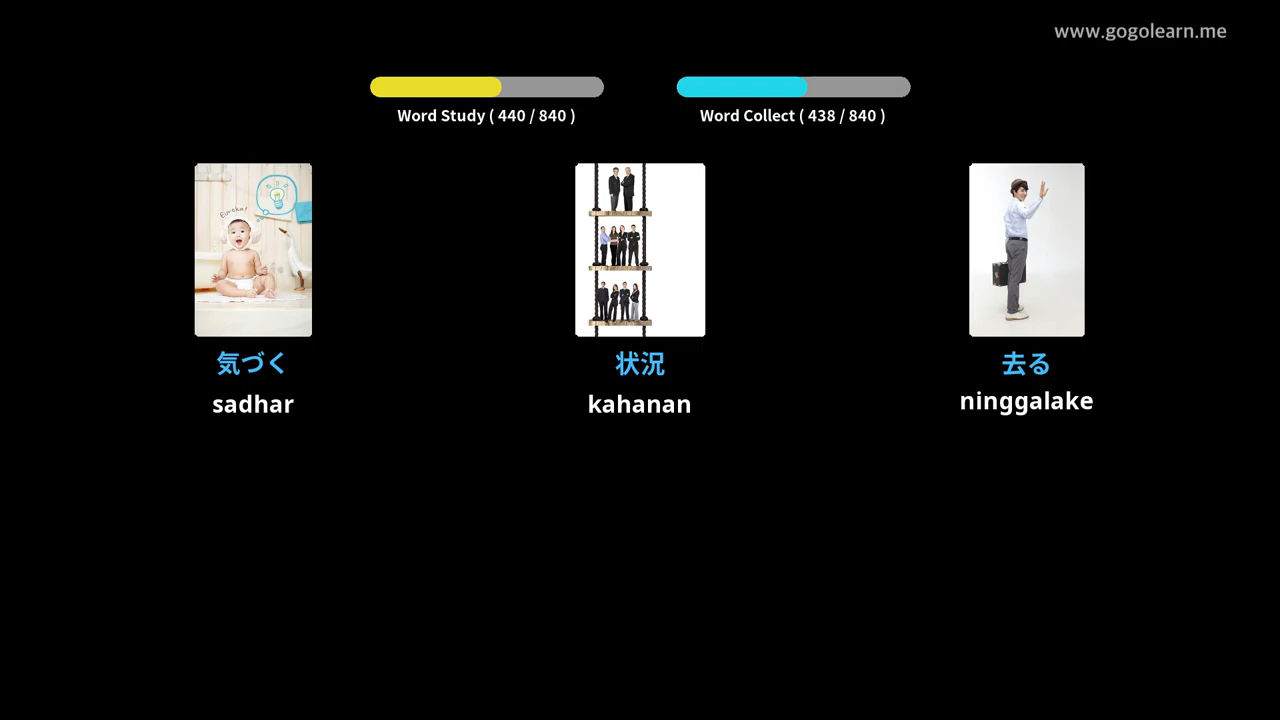 www.gogolearn.me
Word Study ( 440 / 840 )
Word Collect ( 438 / 840 )
Eureka!
気づく
状況
去る
sadhar
kahanan
ninggalake